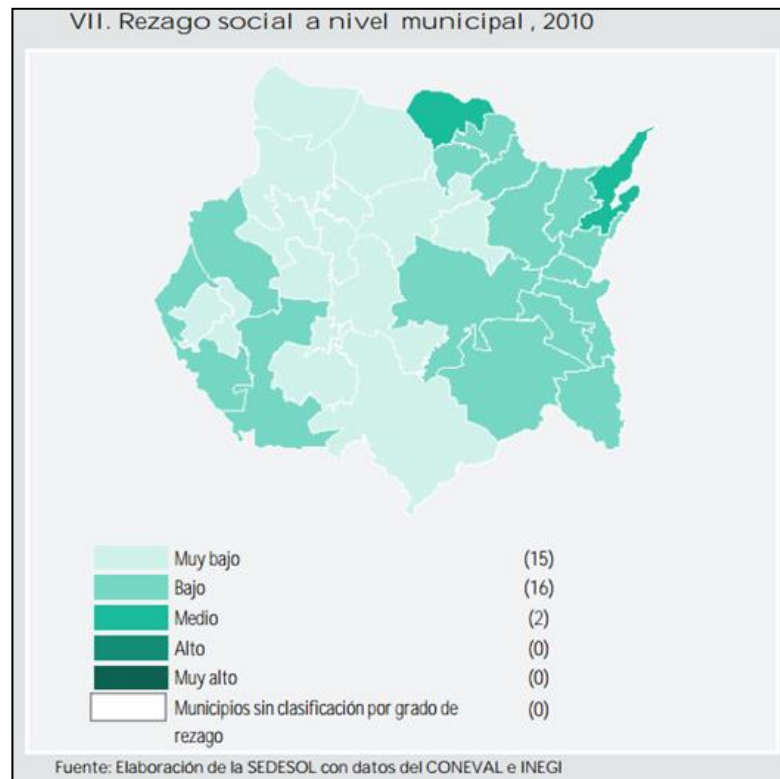 VII. Rezago social a nivel municipal, 2010
Muy bajo (15)
Bajo (16)
Medio (2)
Alto (0)
Muy alto (0)
Municipios sin clasificación por grado de (0)
rezago
Fuente: Elaboración de la SEDESOL con datos del CONEVAL e INEGI